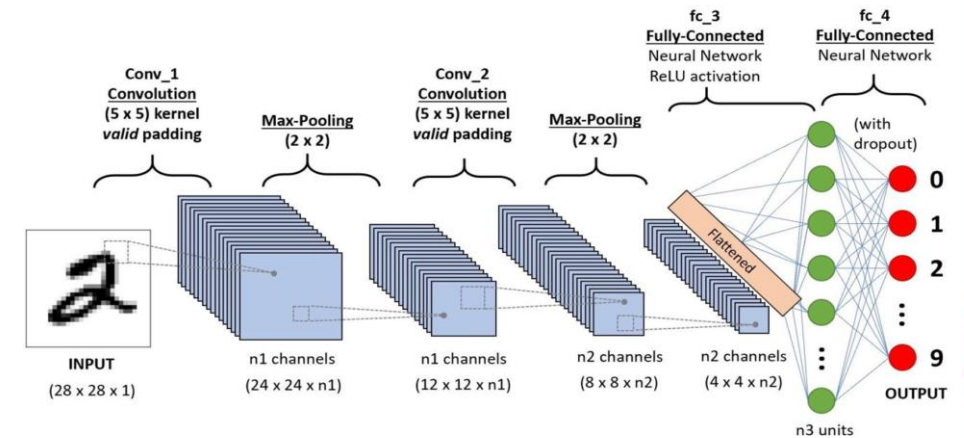 fc_3
Fully-Connected
Neural Network
ReLU activation
fc_4
Fully-Connected
Neural Network
Conv_1
Convolution
(5 x 5) kernel
valid padding
Max-Pooling
(2 x 2)
Conv_2
Convolution
(5 x 5) kernel
valid padding
Max-Pooling
(2 x 2)
(with
dropout)
Flattened
0
1
2
9
INPUT
(28 x 28 x 1)
n1 channels
(24 x 24 x n1)
n1 channels
(12 x 12 x n1)
n2 channels
(8 x 8 x n2)
n2 channels
(4 x 4 x n2)
OUTPUT
n3 units
2